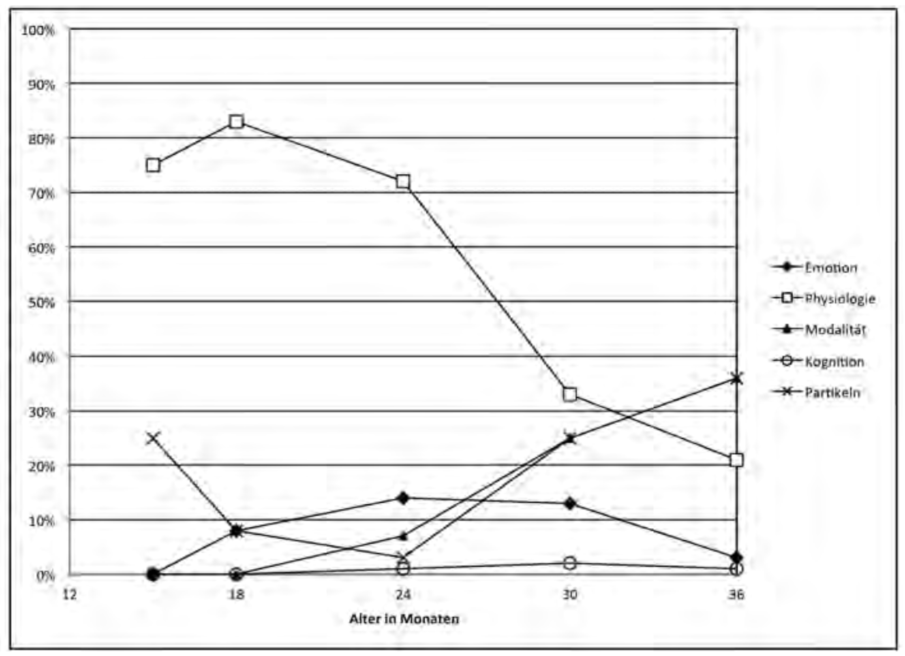 100%
90%
80%
70%
60%
50%
40%
30%
20%
10%
0%
12
18
24
30
36
Alter in Monaten
Emotion
Physiologie
Modalität
Kognition
Partikeln